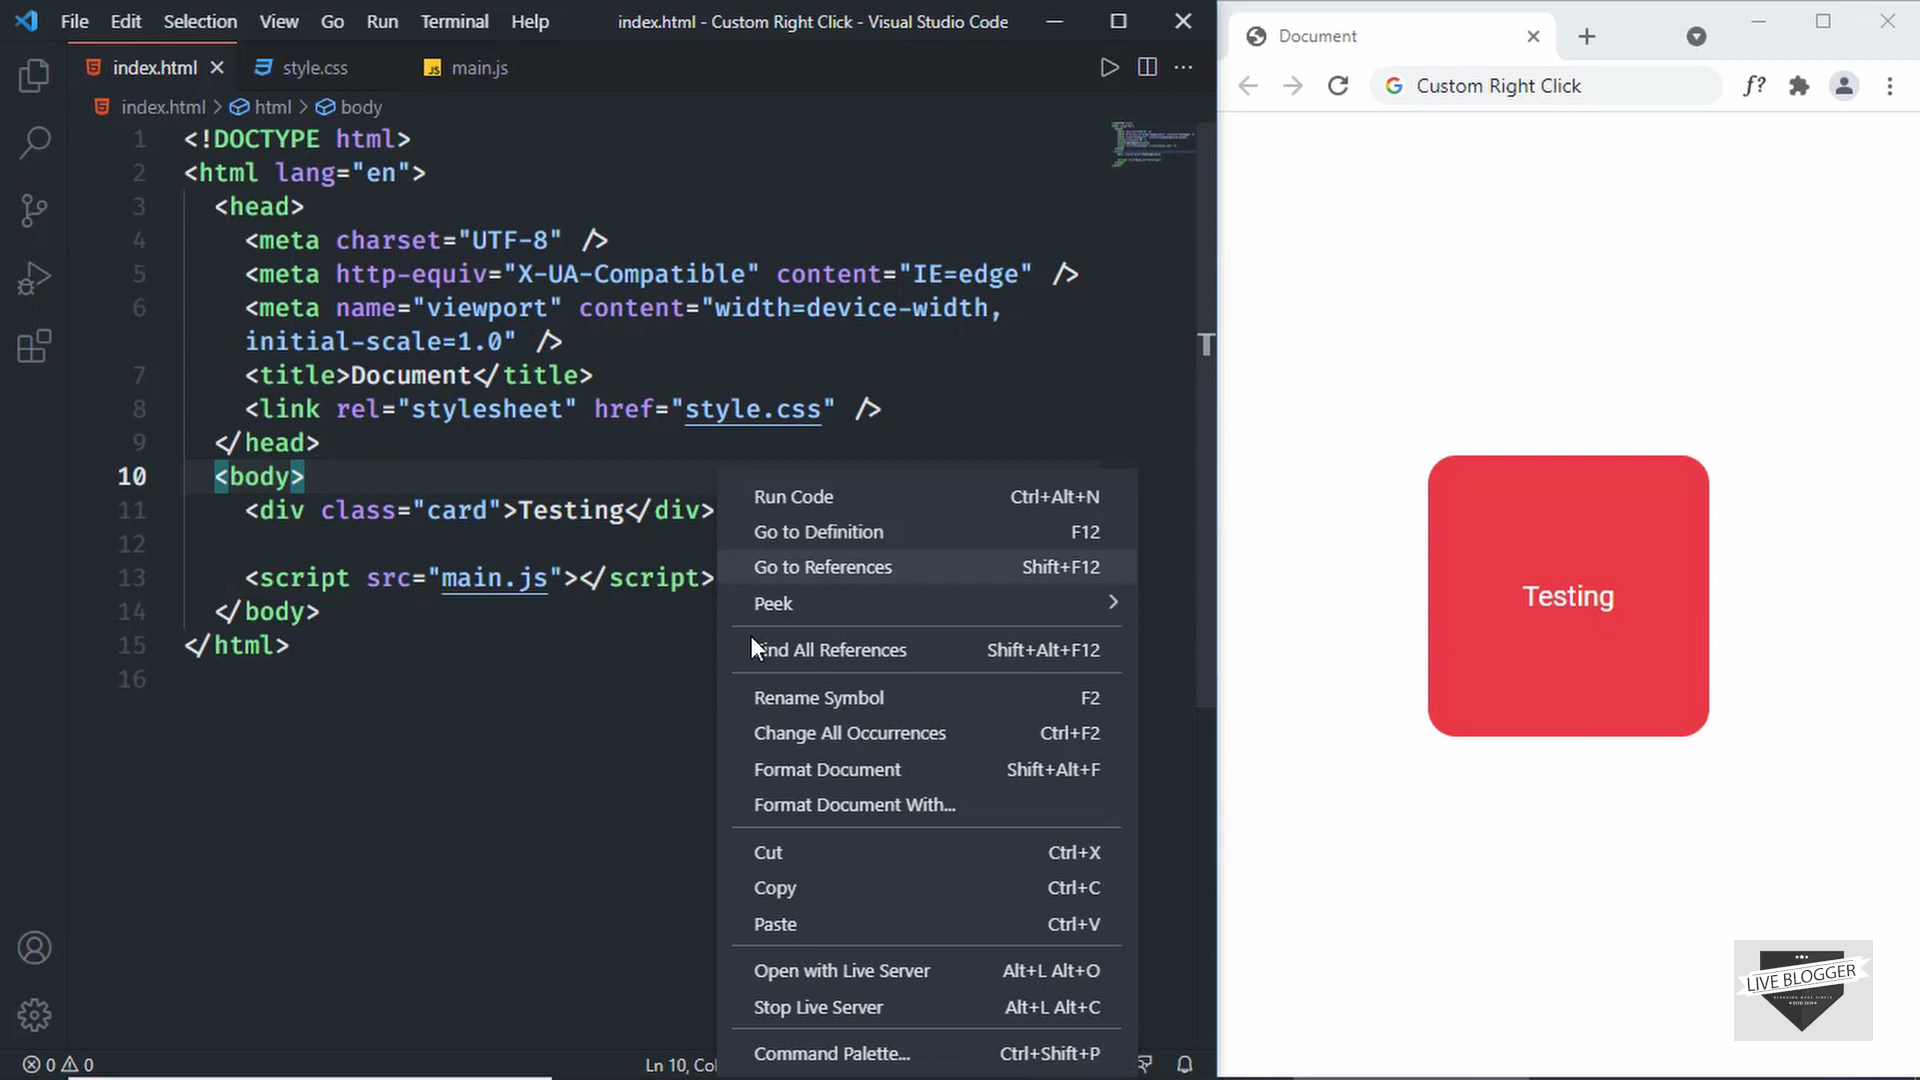 File Edit Selection View Go Run Terminal Help
index.html - Custom Right Click - Visual Studio Code
index.html style.css main.js
index.html > html > body
1 <!DOCTYPE html>
2 <html lang="en">
3 <head>
4 <meta charset="UTF-8" />
5 <meta http-equiv="X-UA-Compatible" content="IE=edge" />
6 <meta name="viewport" content="width=device-width,
initial-scale=1.0" />
7 <title>Document</title>
8 <link rel="stylesheet" href="style.css" />
9 </head>
10 <body>
11 <div class="card">Testing</div>
12
13 <script src="main.js"></script>
14 </body>
15 </html>
16
Run Code Ctrl+Alt+N
Go to Definition F12
Go to References Shift+F12
Peek
Find All References Shift+Alt+F12
Rename Symbol F2
Change All Occurrences Ctrl+F2
Format Document Shift+Alt+F
Format Document With...
Cut Ctrl+X
Copy Ctrl+C
Paste Ctrl+V
Open with Live Server Alt+L Alt+O
Stop Live Server Alt+L Alt+C
Command Palette... Ctrl+Shift+P
0 0
Ln 10, Col
Document
Custom Right Click
f?
Testing
LIVE BLOGGER